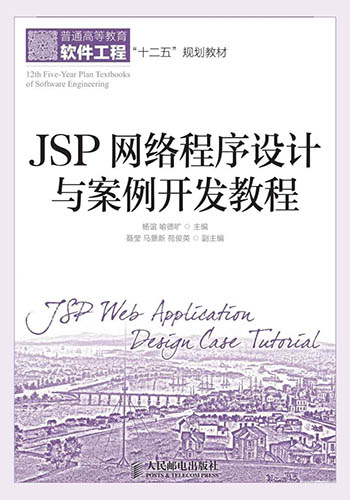 普通高等教育
软件工程 “十二五”规划教材
12th Five-Year Plan Textbooks
of Software Engineering
JSP 网络程序设计
与案例开发教程
杨谊 喻德旷 ◎ 主编
聂莹 马景新 苑俊英 ◎ 副主编
JSP Web Application
Design Case Tutorial
人民邮电出版社
POSTS & TELECOM PRESS